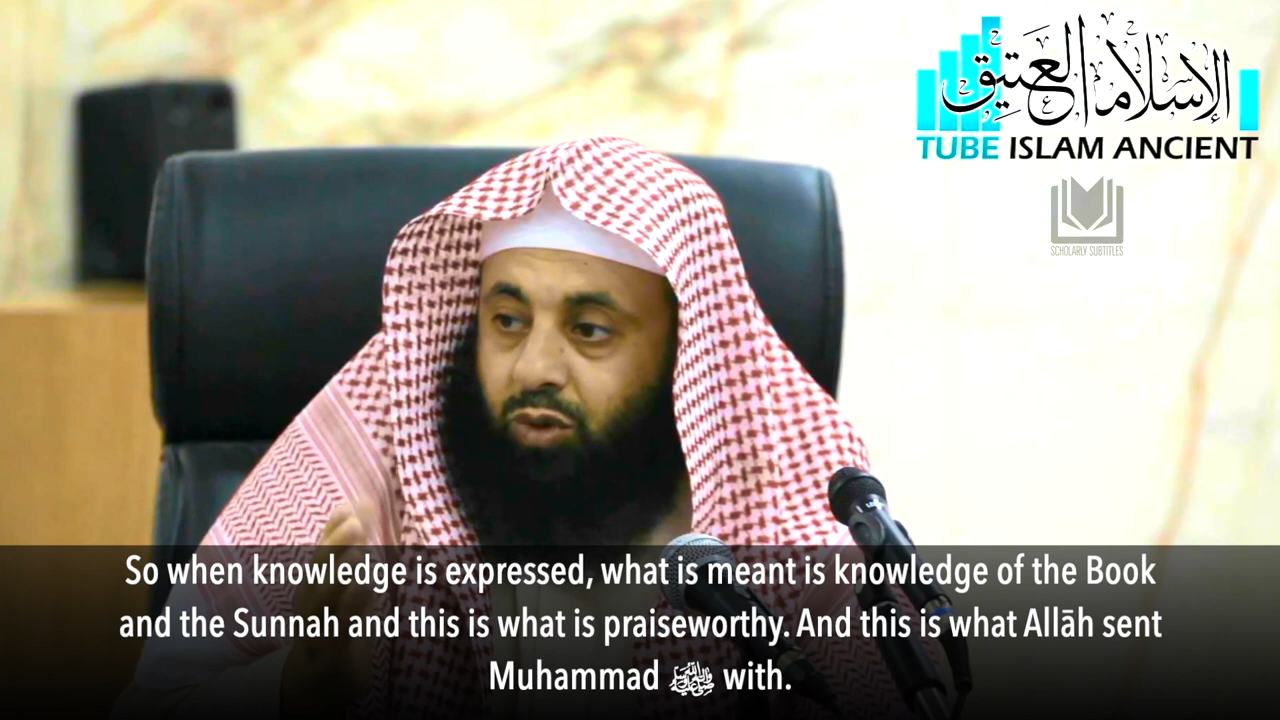 الإسلام العتيق
TUBE ISLAM ANCIENT
SCHOLARLY SUBTITLES
So when knowledge is expressed, what is meant is knowledge of the Book
and the Sunnah and this is what is praiseworthy. And this is what Allāh sent
Muhammad ﷺ with.